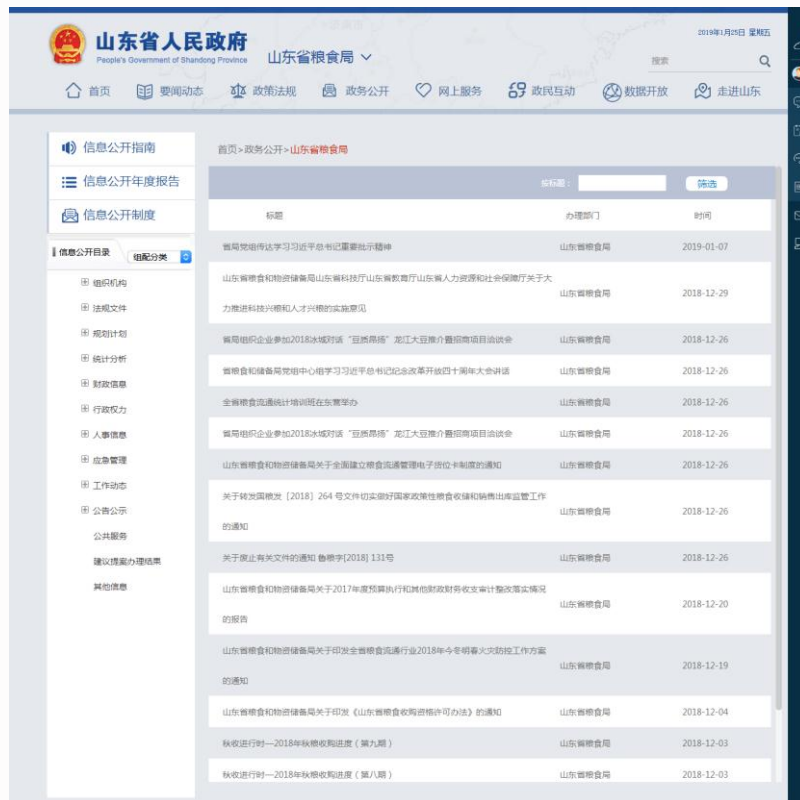 2019年1月25日 星期五
山东省人民政府
People's Government of Shandong Province
山东省粮食局
搜索
首页 要闻动态 政策法规 政务公开 网上服务 政民互动 数据开放 走进山东
信息公开指南
信息公开年度报告
信息公开制度
信息公开目录 组配分类
组织机构
法规文件
规划计划
统计分析
财政信息
行政权力
人事信息
应急管理
工作动态
公告公示
公共服务
建议提案办理结果
其他信息
首页>政务公开>山东省粮食局
按标题： 筛选
标题 办理部门 时间
省局党组传达学习习近平总书记重要批示精神 山东省粮食局 2019-01-07
山东省粮食和物资储备局山东省科技厅山东省教育厅山东省人力资源和社会保障厅关于大
力推进科技兴粮和人才兴粮的实施意见 山东省粮食局 2018-12-29
省局组织企业参加2018冰城对话“豆质昂扬”龙江大豆推介暨招商项目洽谈会 山东省粮食局 2018-12-26
省粮食和储备局党组中心组学习习近平总书记纪念改革开放四十周年大会讲话 山东省粮食局 2018-12-26
全省粮食流通统计培训班在东营举办 山东省粮食局 2018-12-26
省局组织企业参加2018冰城对话“豆质昂扬”龙江大豆推介暨招商项目洽谈会 山东省粮食局 2018-12-26
山东省粮食和物资储备局关于全面建立粮食流通管理电子货位卡制度的通知 山东省粮食局 2018-12-26
关于转发国粮发〔2018〕264 号文件切实做好国家政策性粮食收储和销售出库监管工作
的通知 山东省粮食局 2018-12-26
关于废止有关文件的通知 鲁粮字[2018] 131号 山东省粮食局 2018-12-26
山东省粮食和物资储备局关于2017年度预算执行和其他财政财务收支审计整改落实情况
的报告 山东省粮食局 2018-12-20
山东省粮食和物资储备局关于印发全省粮食流通行业2018年今冬明春火灾防控工作方案
的通知 山东省粮食局 2018-12-19
山东省粮食和物资储备局关于印发《山东省粮食收购资格许可办法》的通知 山东省粮食局 2018-12-04
秋收进行时—2018年秋粮收购进度（第九期） 山东省粮食局 2018-12-03
秋收进行时—2018年秋粮收购进度（第八期） 山东省粮食局 2018-12-03